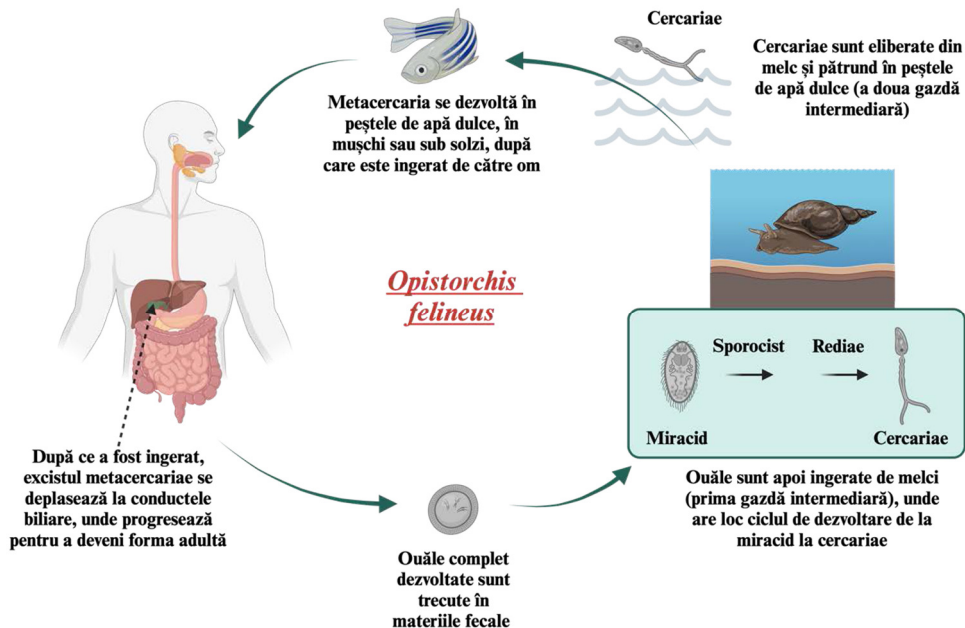 Cercariae
Cercariae sunt eliberate din
melc și pătrund în peștele
de apă dulce (a doua gazdă
intermediară)
Metacercaria se dezvoltă în
peștele de apă dulce, în
mușchi sau sub solzi, după
care este ingerat de către om
Opistorchis
felineus
Sporocist
Rediae
Miracid
Cercariae
Ouăle sunt apoi ingerate de melci
(prima gazdă intermediară), unde
are loc ciclul de dezvoltare de la
miracid la cercariae
După ce a fost ingerat,
excistul metacercariae se
deplasează la conductele
biliare, unde progresează
pentru a deveni forma adultă
Ouăle complet
dezvoltate sunt
trecute în
materiile fecale